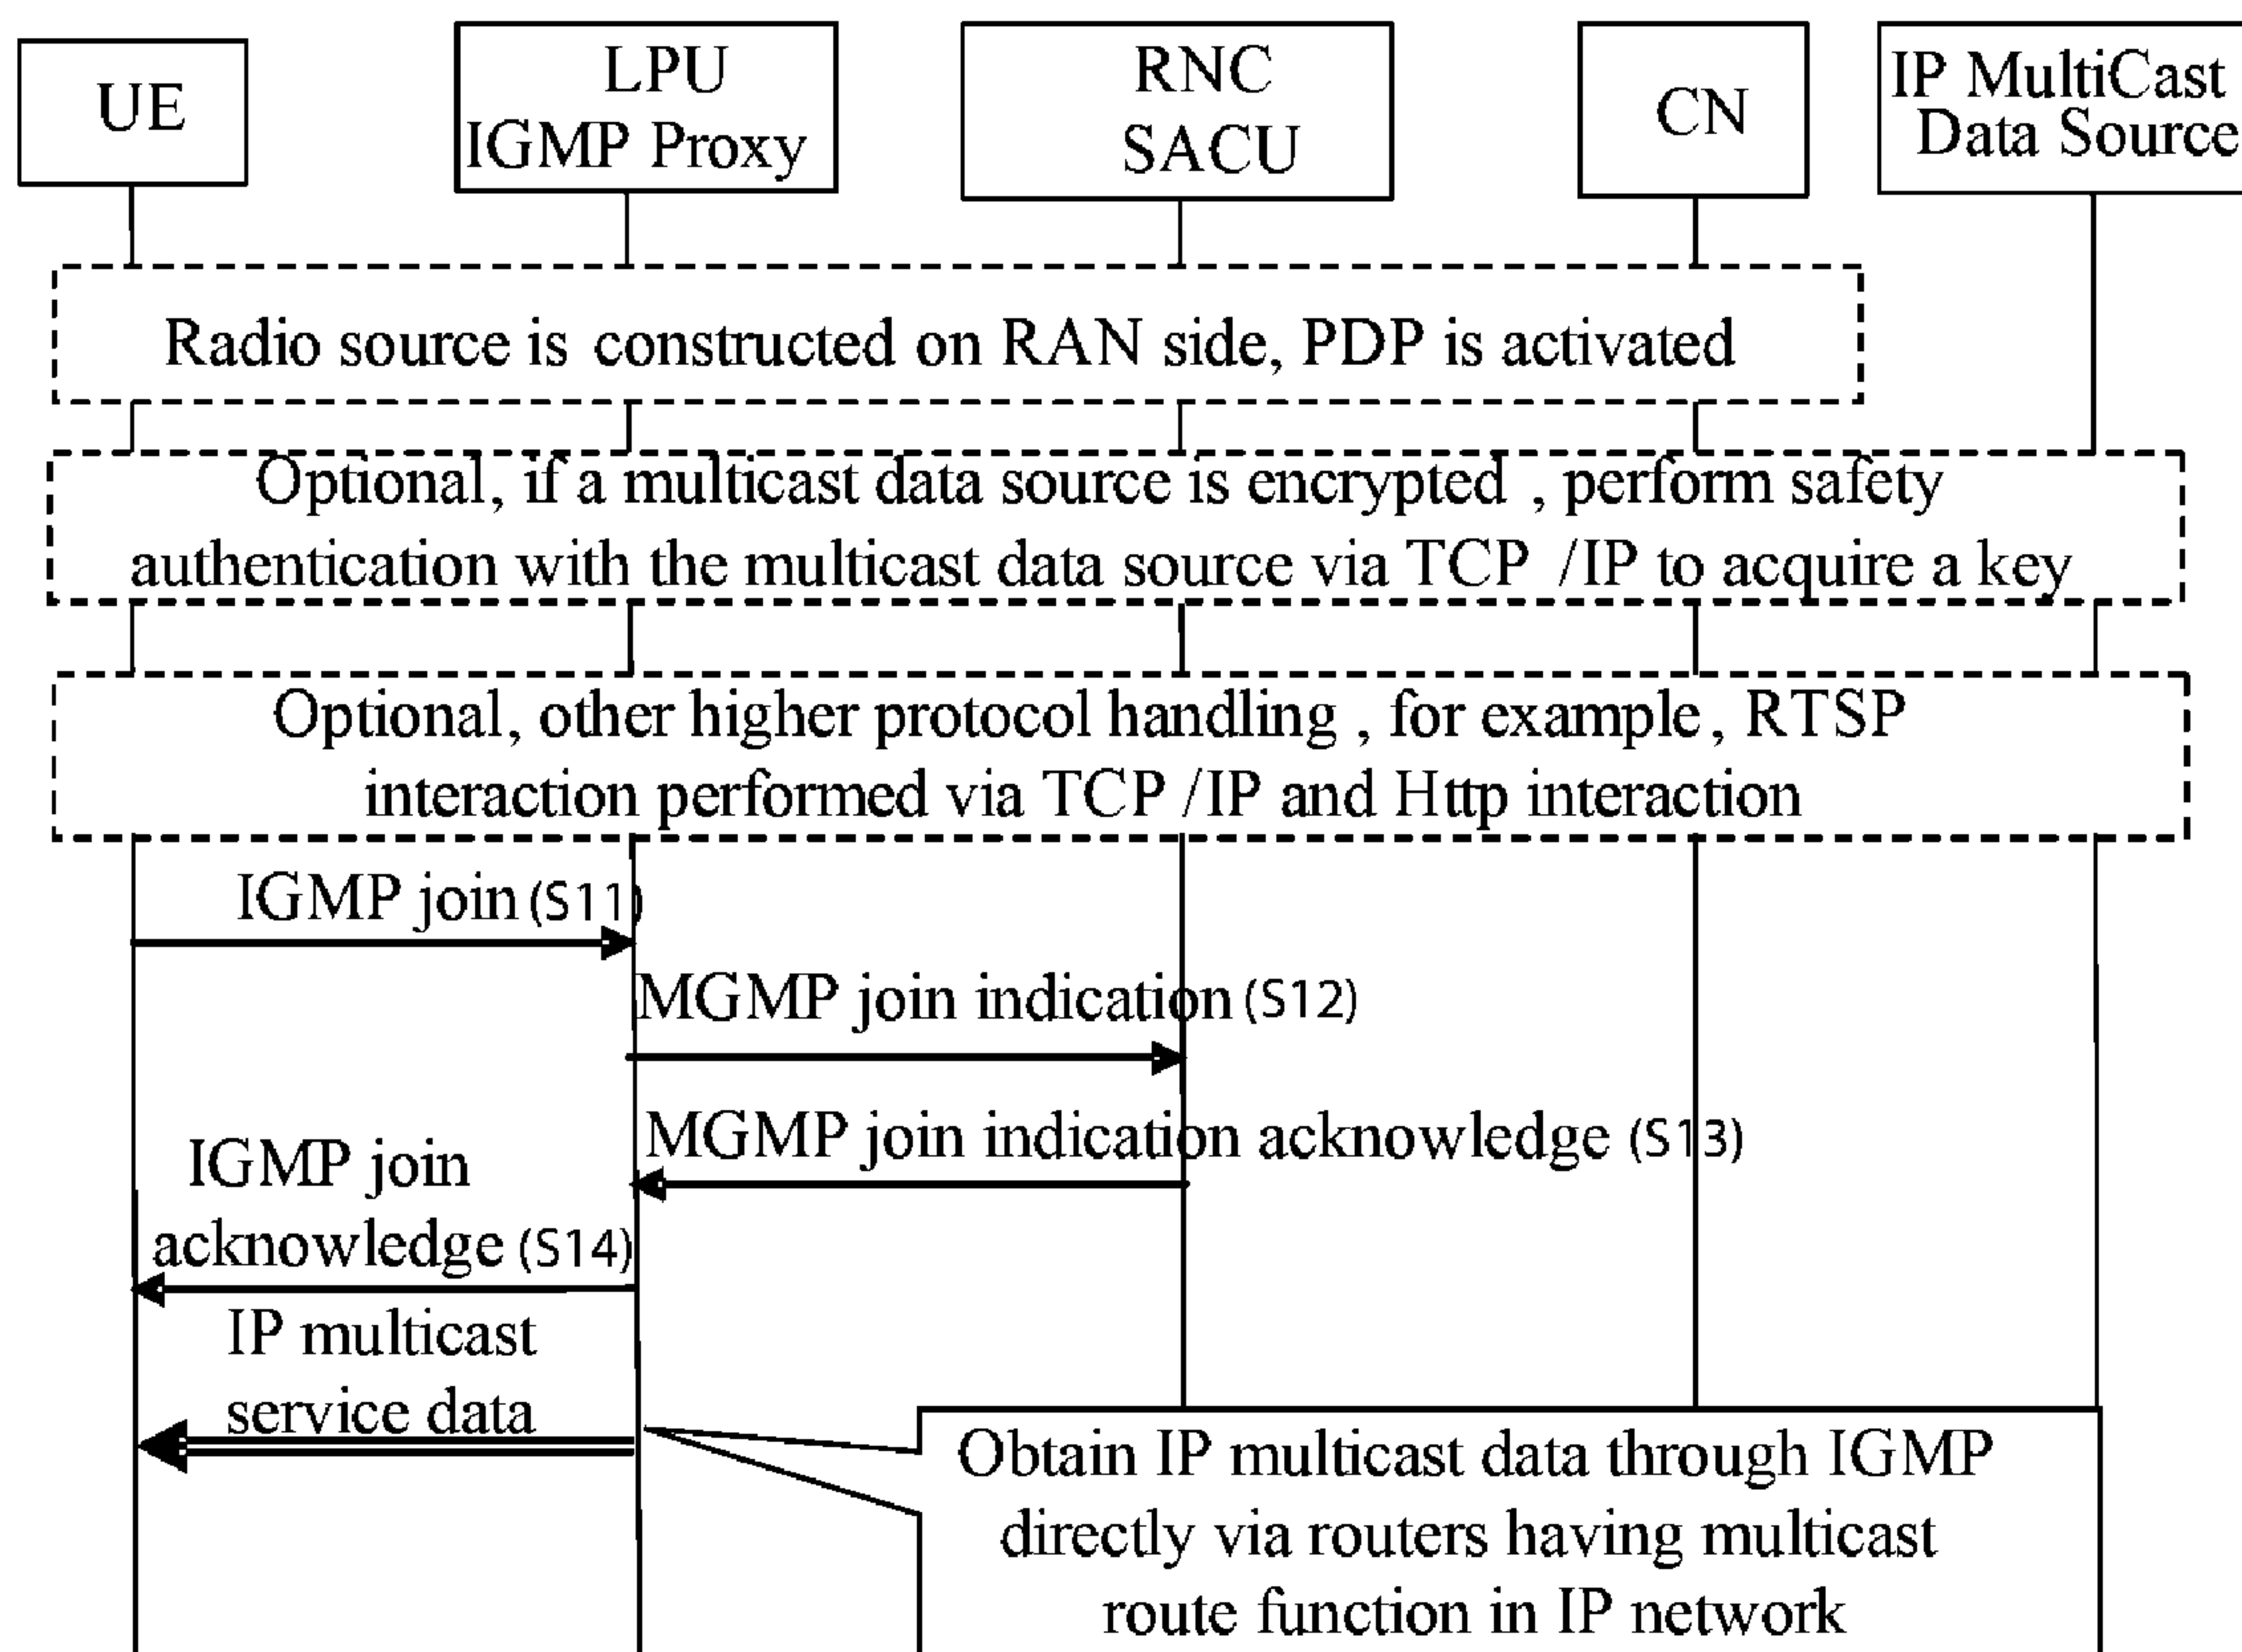 UE
LPU
IGMP Proxy
RNC
SACU
CN
IP MultiCast
Data Source
Radio source is constructed on RAN side, PDP is activated
Optional, if a multicast data source is encrypted , perform safety
authentication with the multicast data source via TCP /IP to acquire a key
Optional, other higher protocol handling , for example, RTSP
interaction performed via TCP /IP and Http interaction
IGMP join (S11)
MGMP join indication (S12)
MGMP join indication acknowledge (S13)
IGMP join
acknowledge (S14)
IP multicast
service data
Obtain IP multicast data through IGMP
directly via routers having multicast
route function in IP network